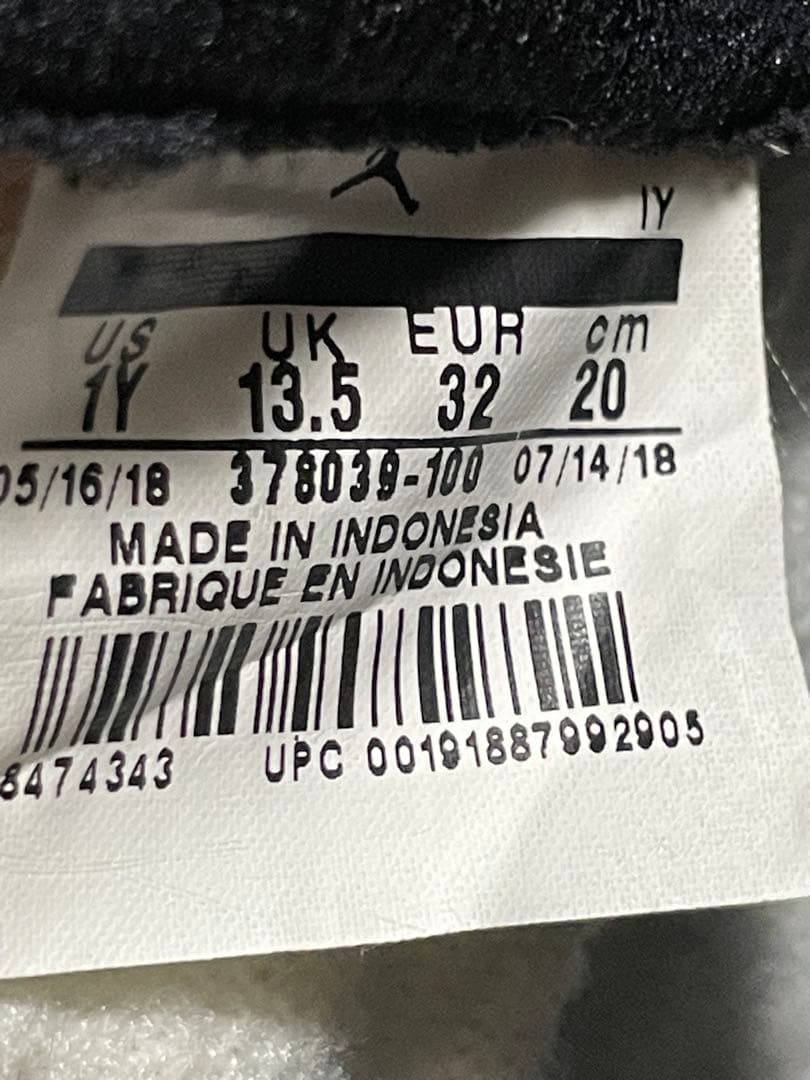 1Y
US UK EUR cm
1Y 13.5 32 20
05/16/18 378039-100 07/14/18
MADE IN INDONESIA
FABRIQUE EN INDONESIE
8474343 UPC 00191887992905